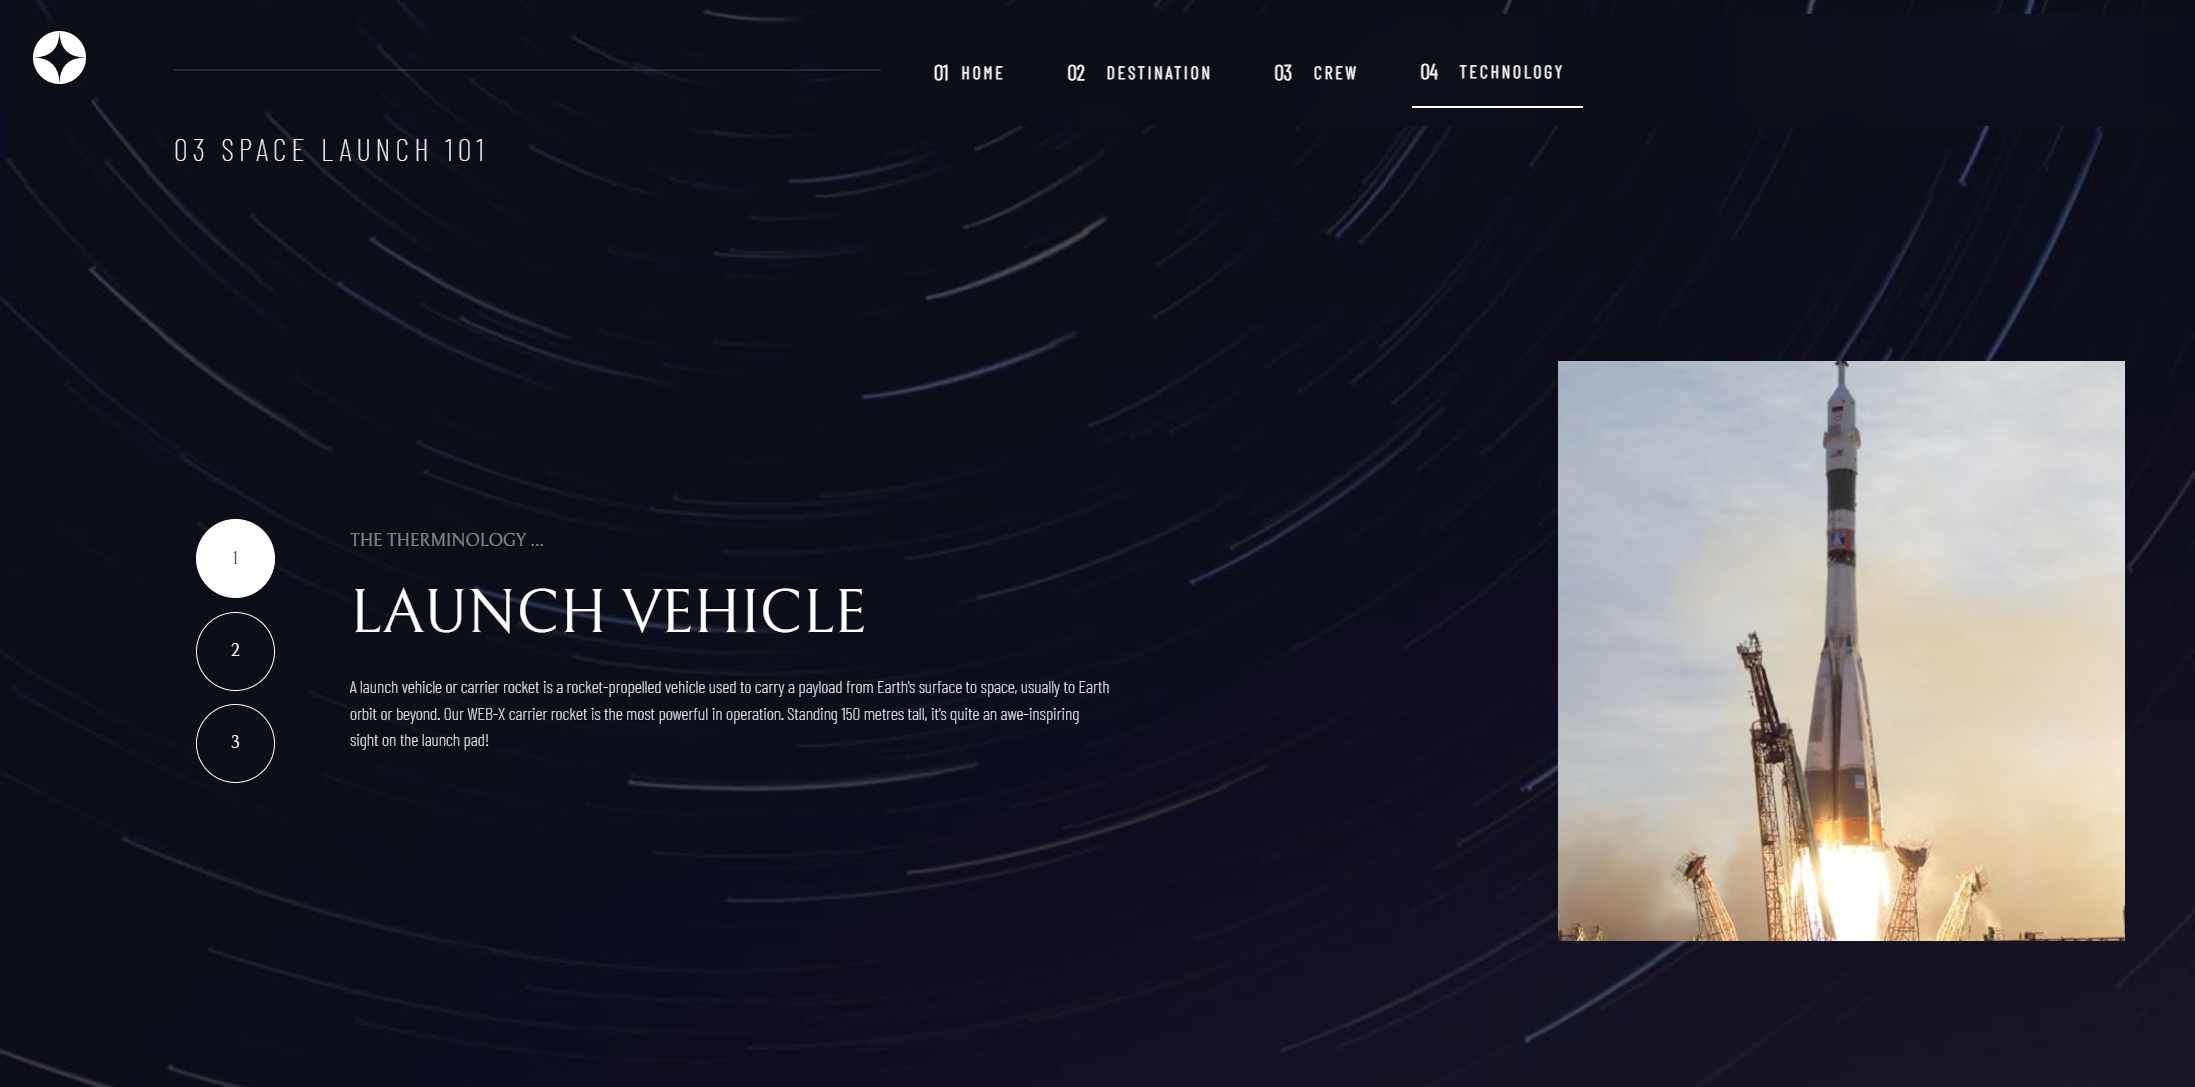 01 HOME 02 DESTINATION 03 CREW 04 TECHNOLOGY
03 SPACE LAUNCH 101
1
2
3
THE THERMINOLOGY ...
LAUNCH VEHICLE
A launch vehicle or carrier rocket is a rocket-propelled vehicle used to carry a payload from Earth's surface to space, usually to Earth
orbit or beyond. Our WEB-X carrier rocket is the most powerful in operation. Standing 150 metres tall, it's quite an awe-inspiring
sight on the launch pad!